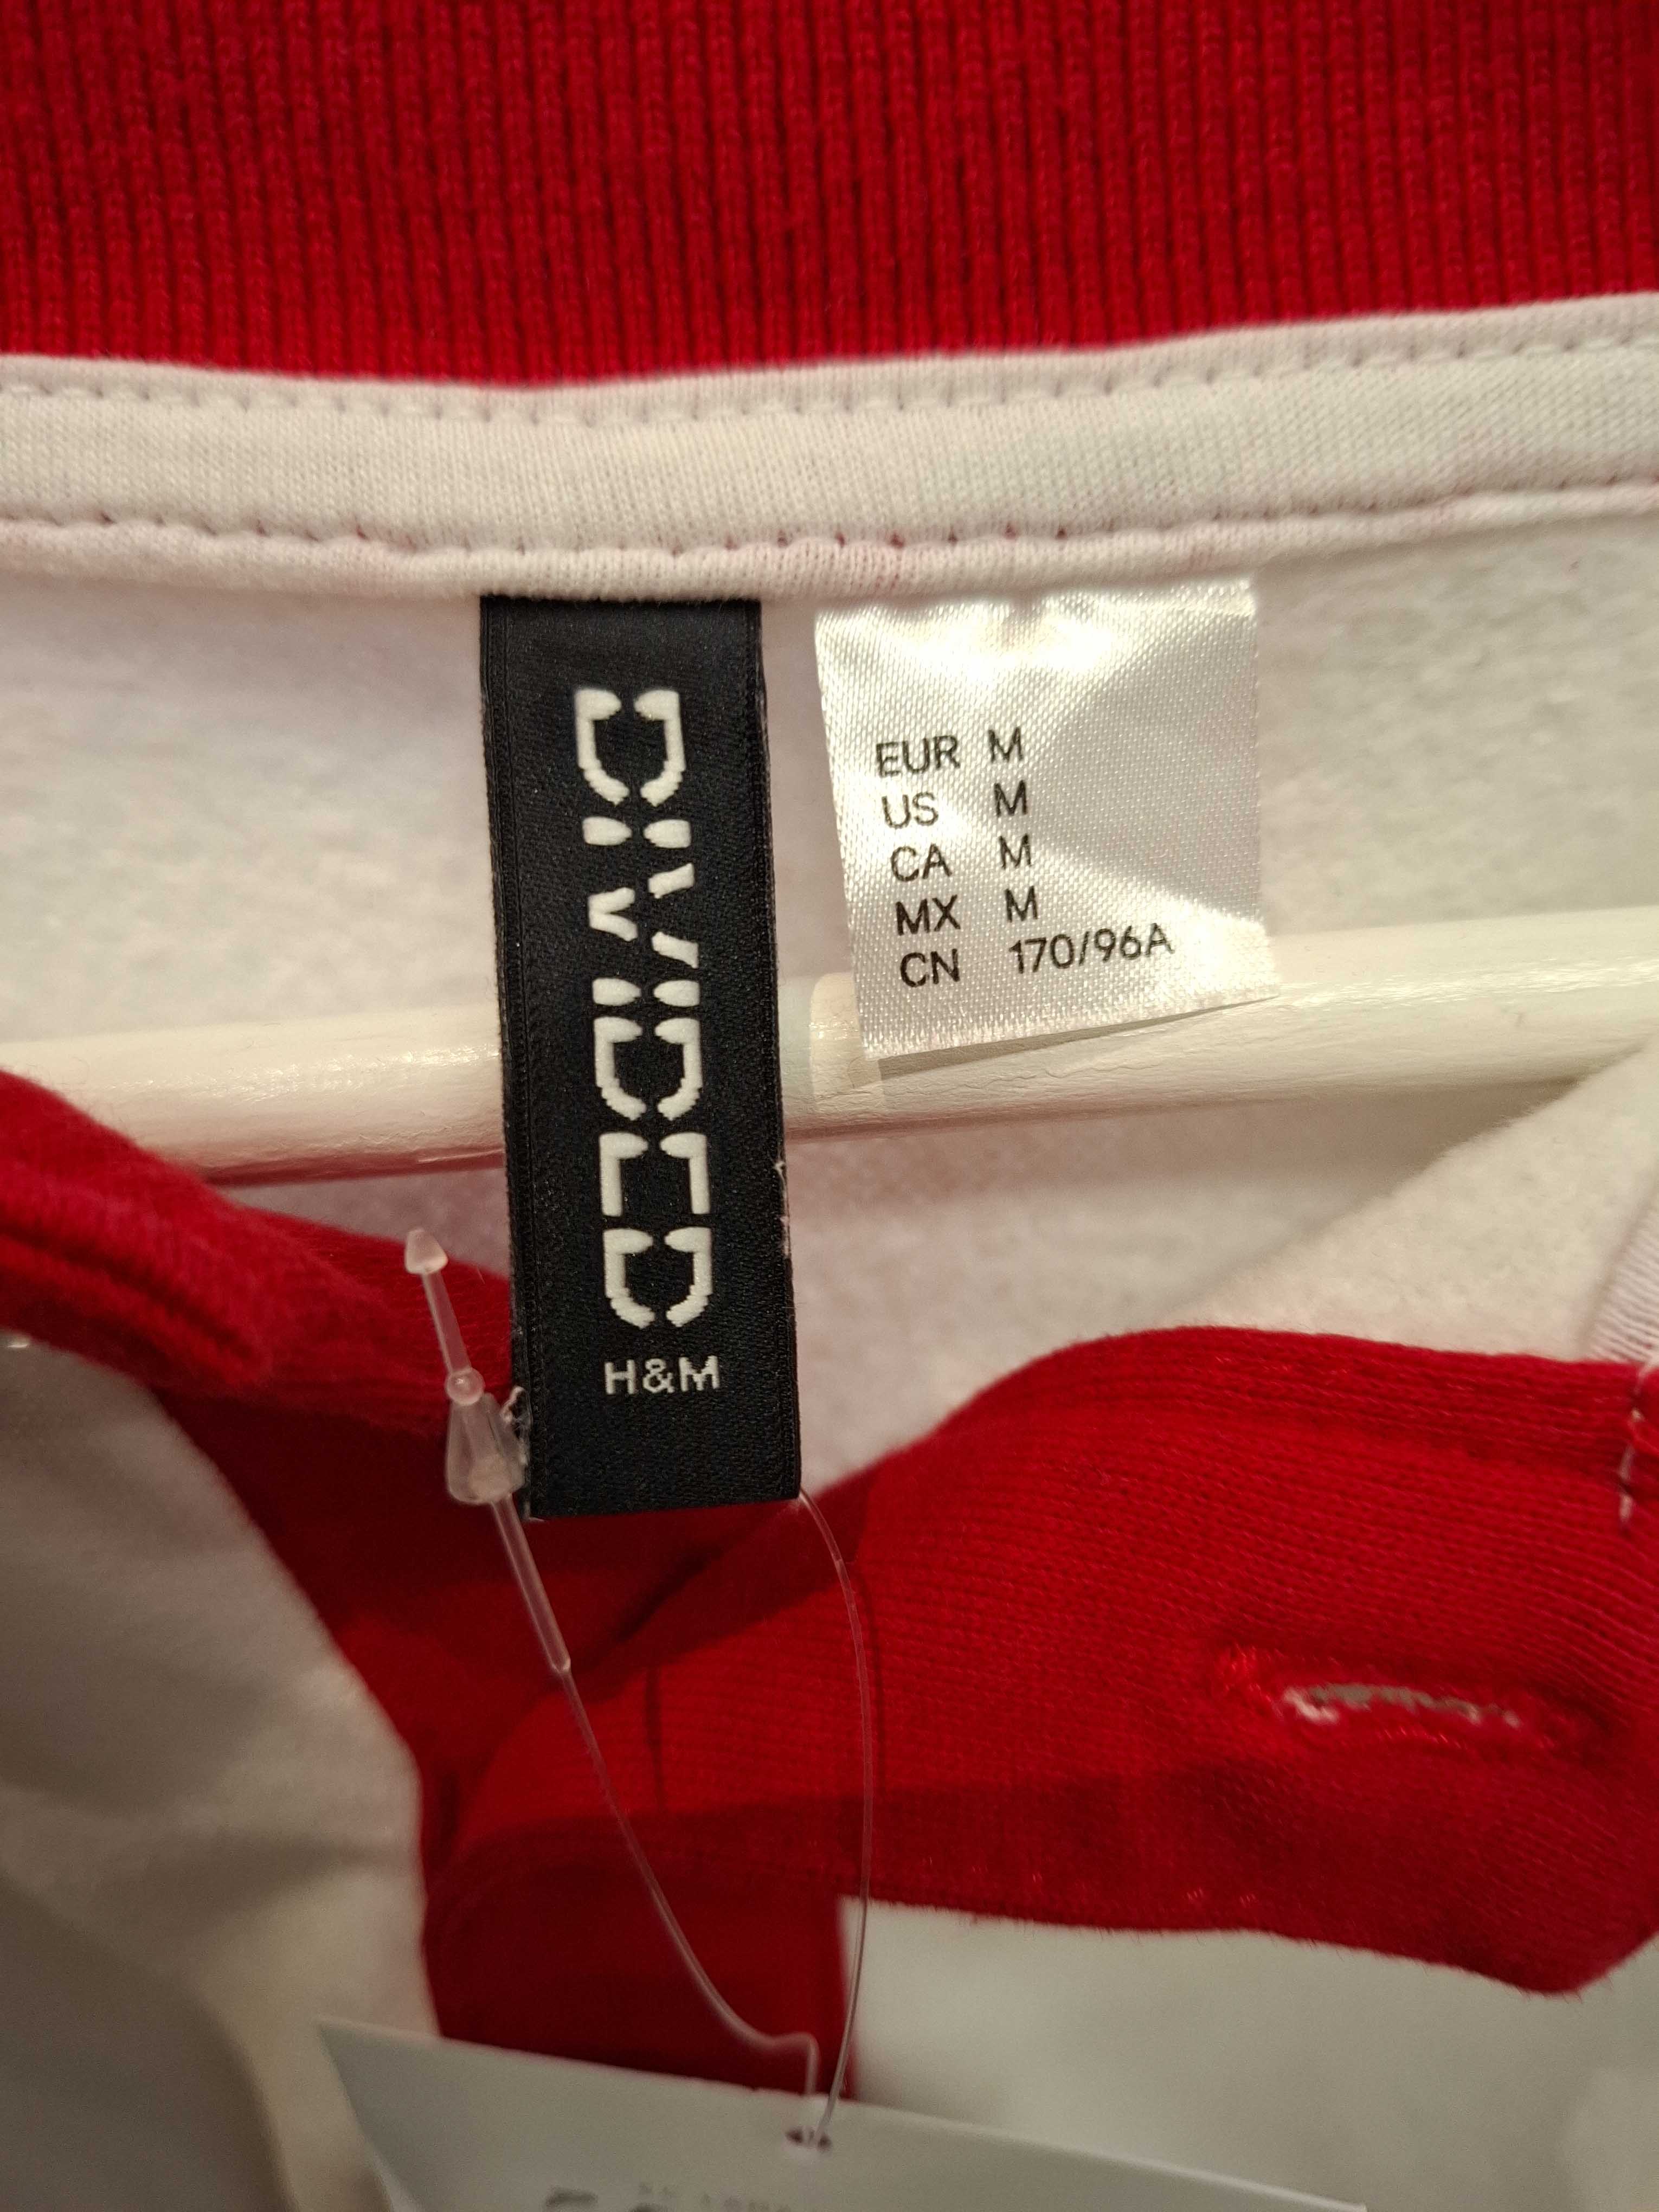 DIVIDED
H&M
EUR M
US M
CA M
MX M
CN 170/96A